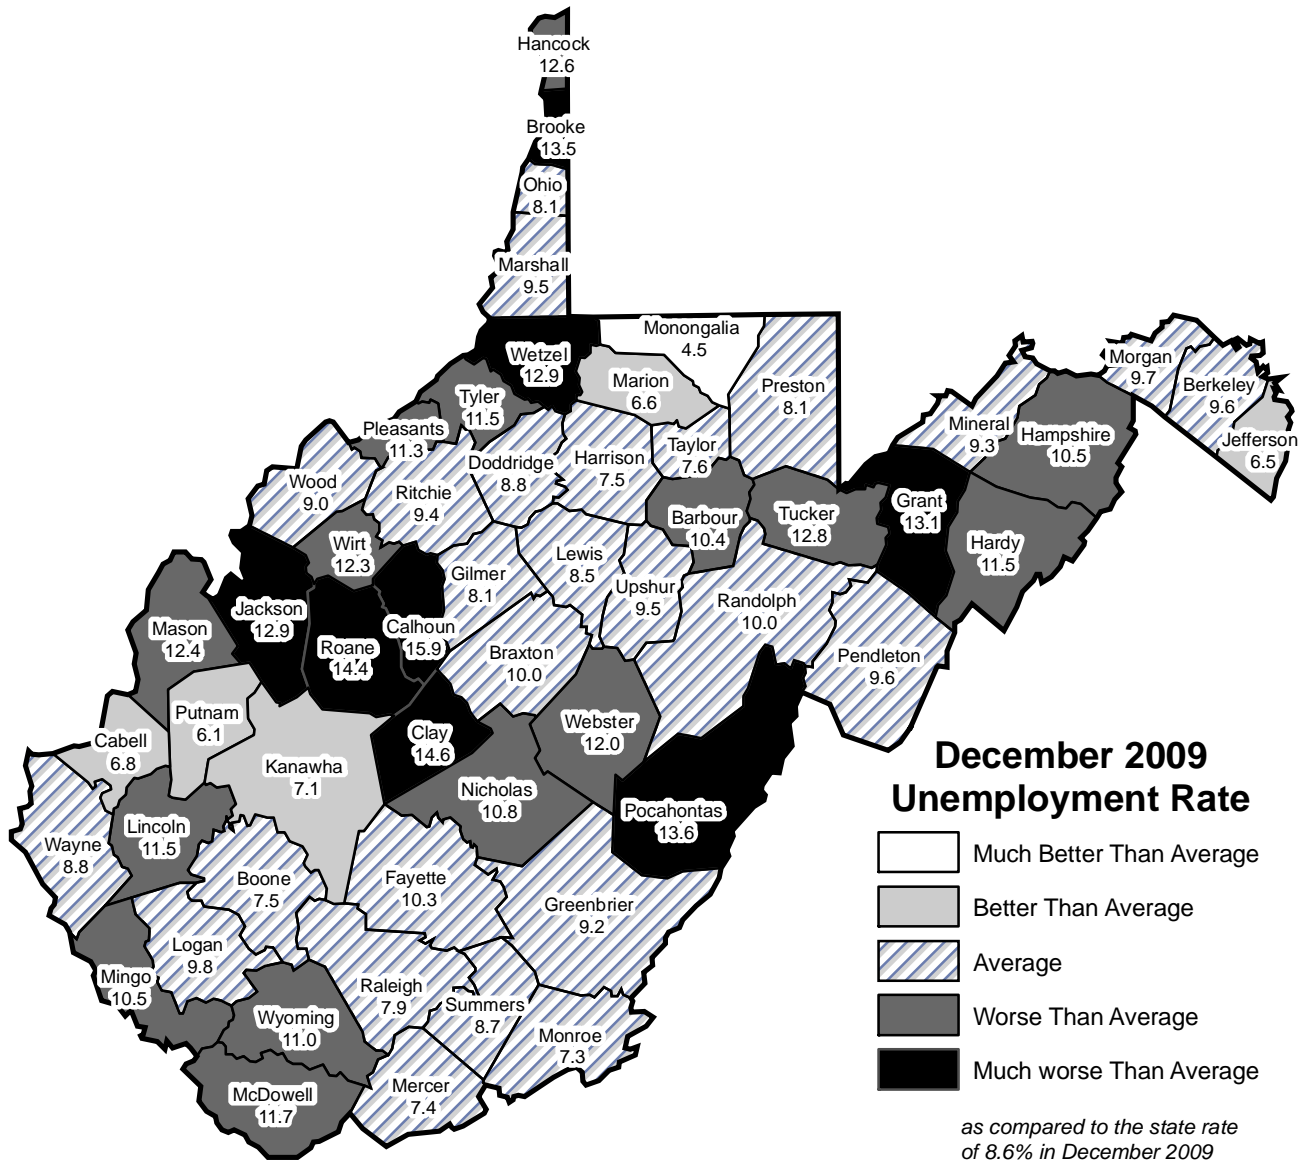 Hancock
12.6
Brooke
13.5
Ohio
8.1
Marshall
9.5
Wetzel
12.9
Monongalia
4.5
Marion
6.6
Preston
8.1
Tyler
11.5
Pleasants
11.3
Doddridge
8.8
Harrison
7.5
Taylor
7.6
Morgan
9.7
Berkeley
9.6
Jefferson
6.5
Mineral
9.3
Hampshire
10.5
Wood
9.0
Ritchie
9.4
Barbour
10.4
Tucker
12.8
Grant
13.1
Hardy
11.5
Wirt
12.3
Gilmer
8.1
Lewis
8.5
Upshur
9.5
Randolph
10.0
Mason
12.4
Jackson
12.9
Roane
14.4
Calhoun
15.9
Braxton
10.0
Pendleton
9.6
Putnam
6.1
Cabell
6.8
Kanawha
7.1
Clay
14.6
Webster
12.0
Nicholas
10.8
Pocahontas
13.6
Wayne
8.8
Lincoln
11.5
Boone
7.5
Fayette
10.3
Greenbrier
9.2
Logan
9.8
Mingo
10.5
Wyoming
11.0
Raleigh
7.9
Summers
8.7
Monroe
7.3
McDowell
11.7
Mercer
7.4
December 2009
Unemployment Rate
Much Better Than Average
Better Than Average
Average
Worse Than Average
Much worse Than Average
as compared to the state rate
of 8.6% in December 2009